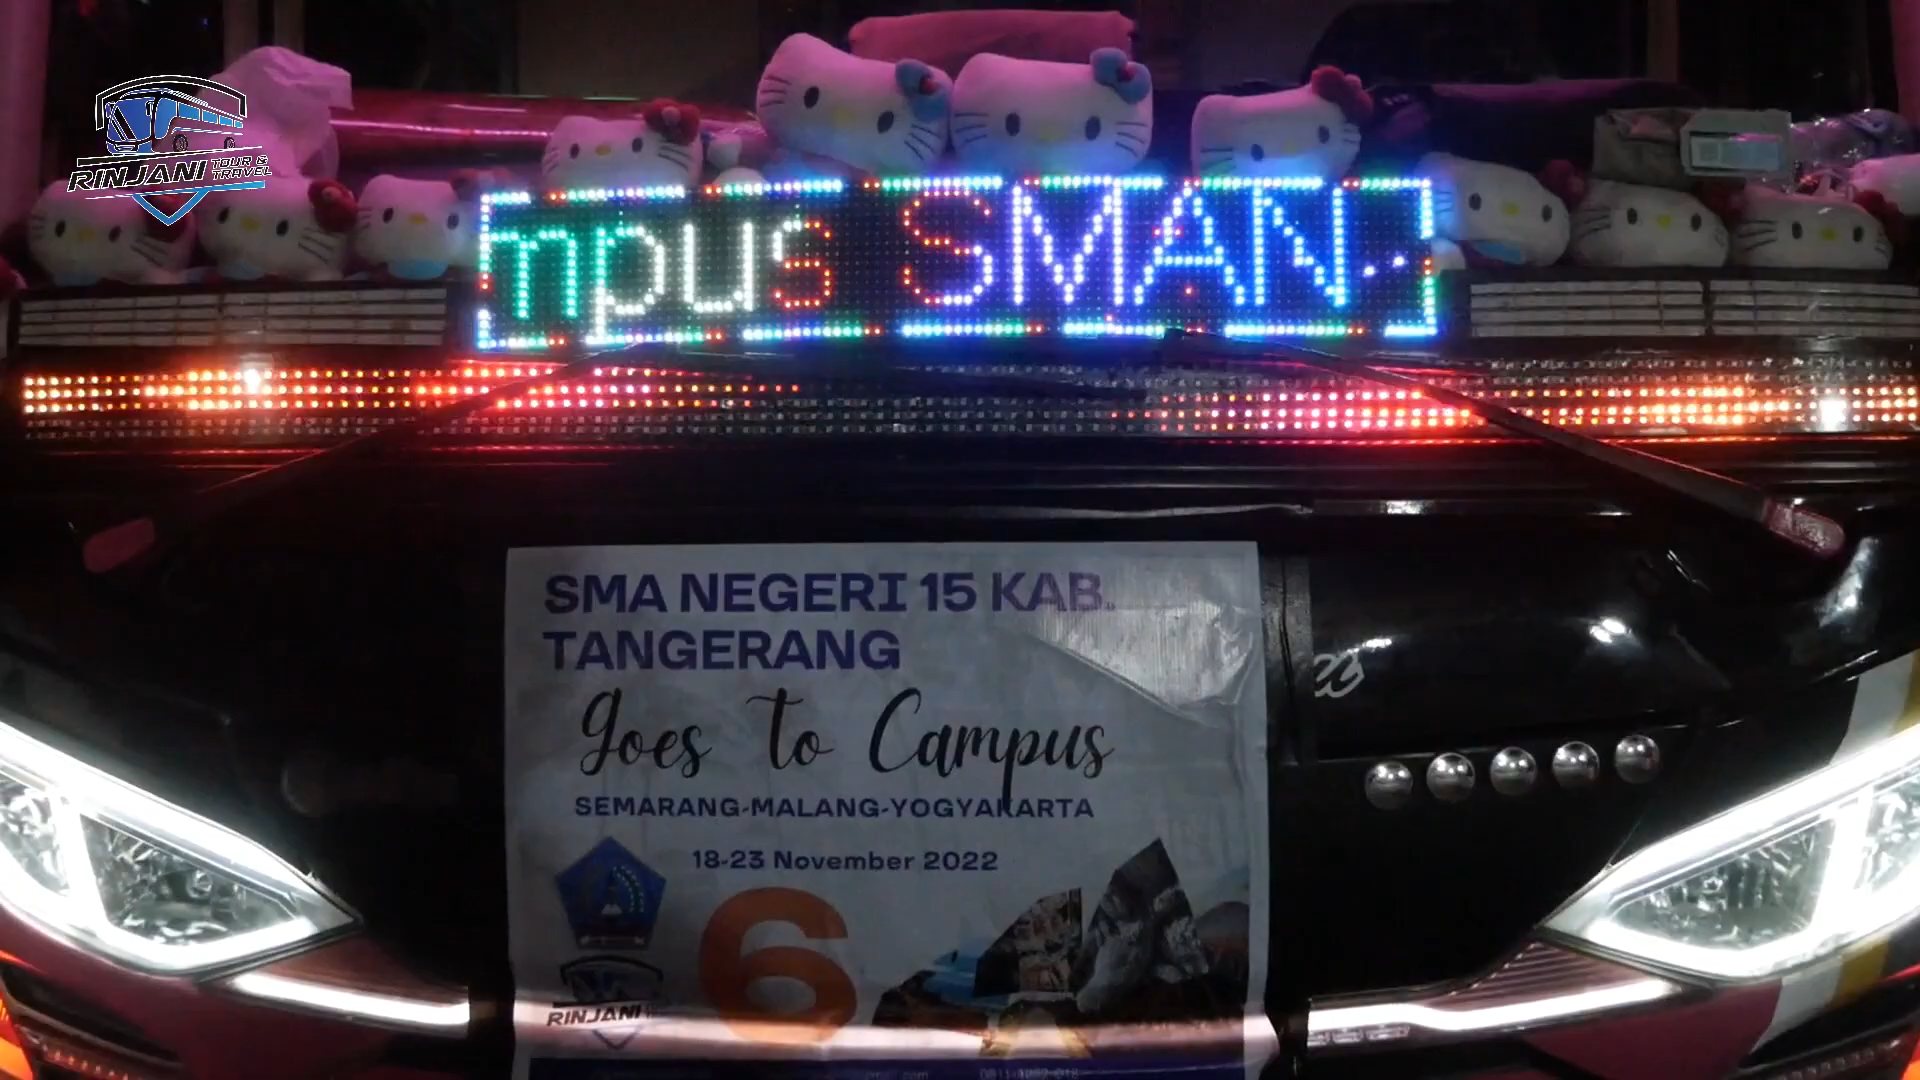 RINJANI TOUR & TRAVEL
mpus SMAN
SMA NEGERI 15 KAB.
TANGERANG
goes to Campus
SEMARANG-MALANG-YOGYAKARTA
18-23 November 2022
6
RINJANI